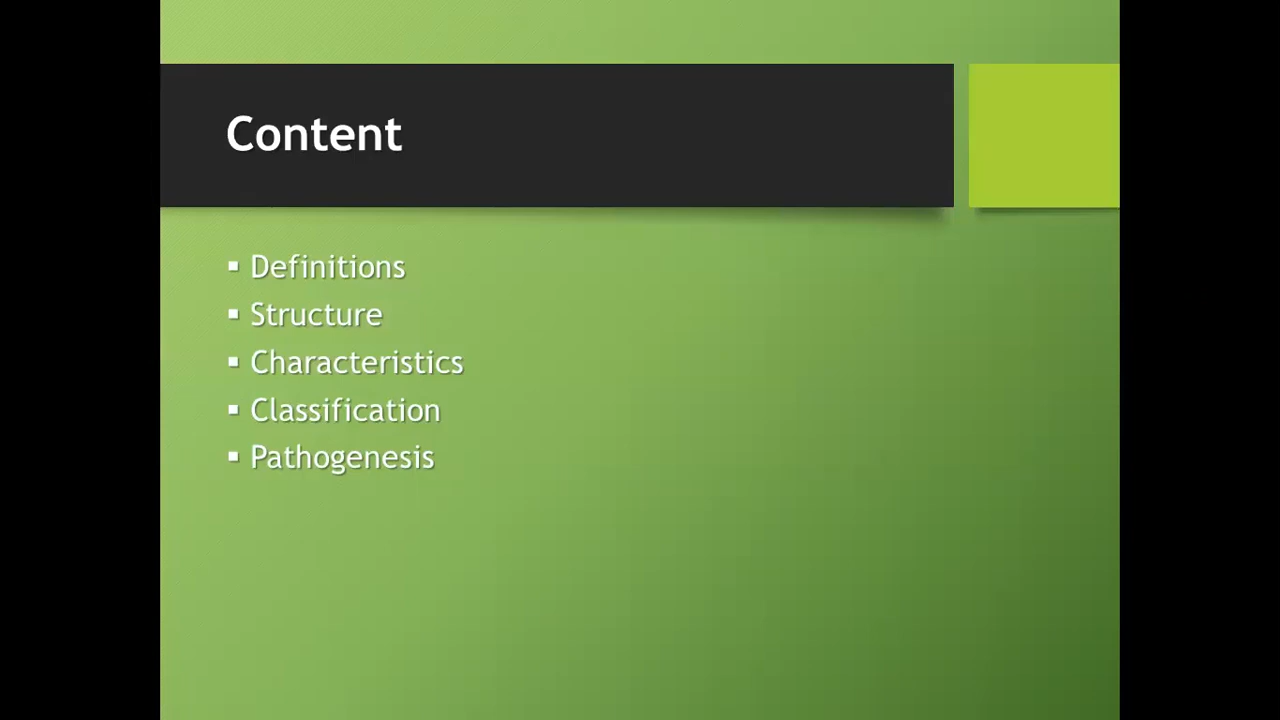 Content
▪ Definitions
▪ Structure
▪ Characteristics
▪ Classification
▪ Pathogenesis